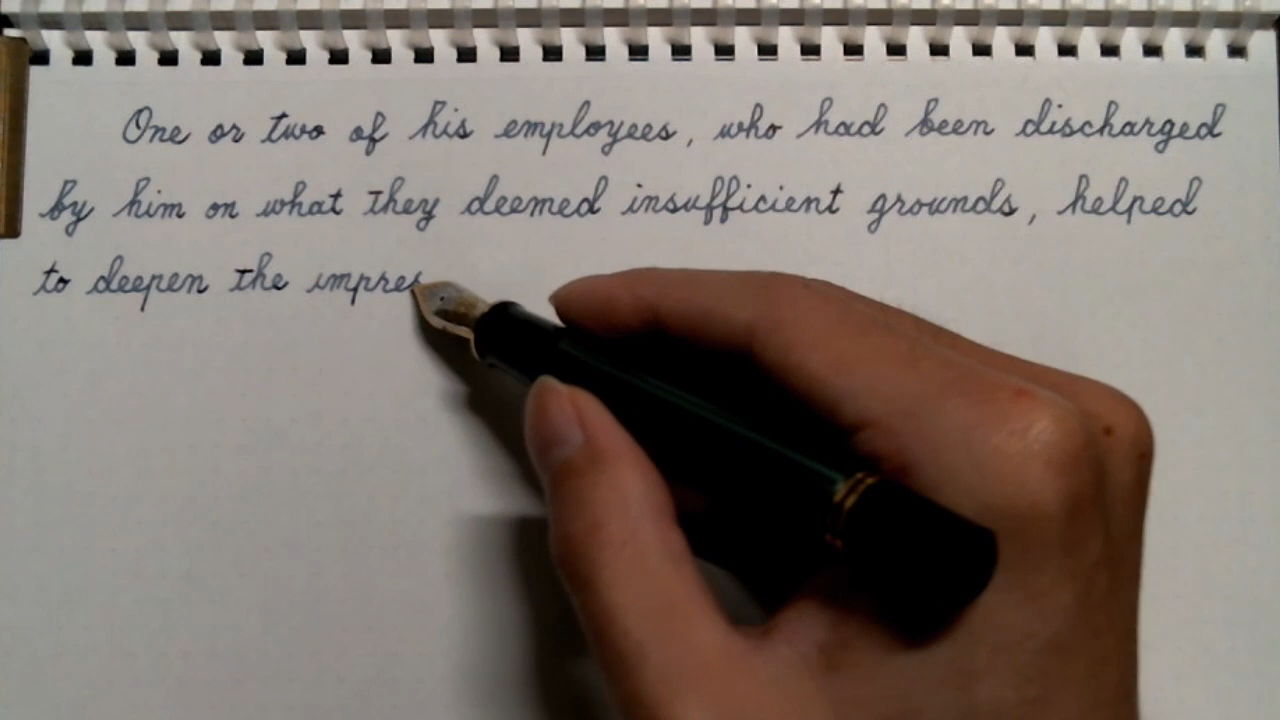 One or two of his employees, who had been discharged
by him on what they deemed insufficient grounds, helped
to deepen the impres